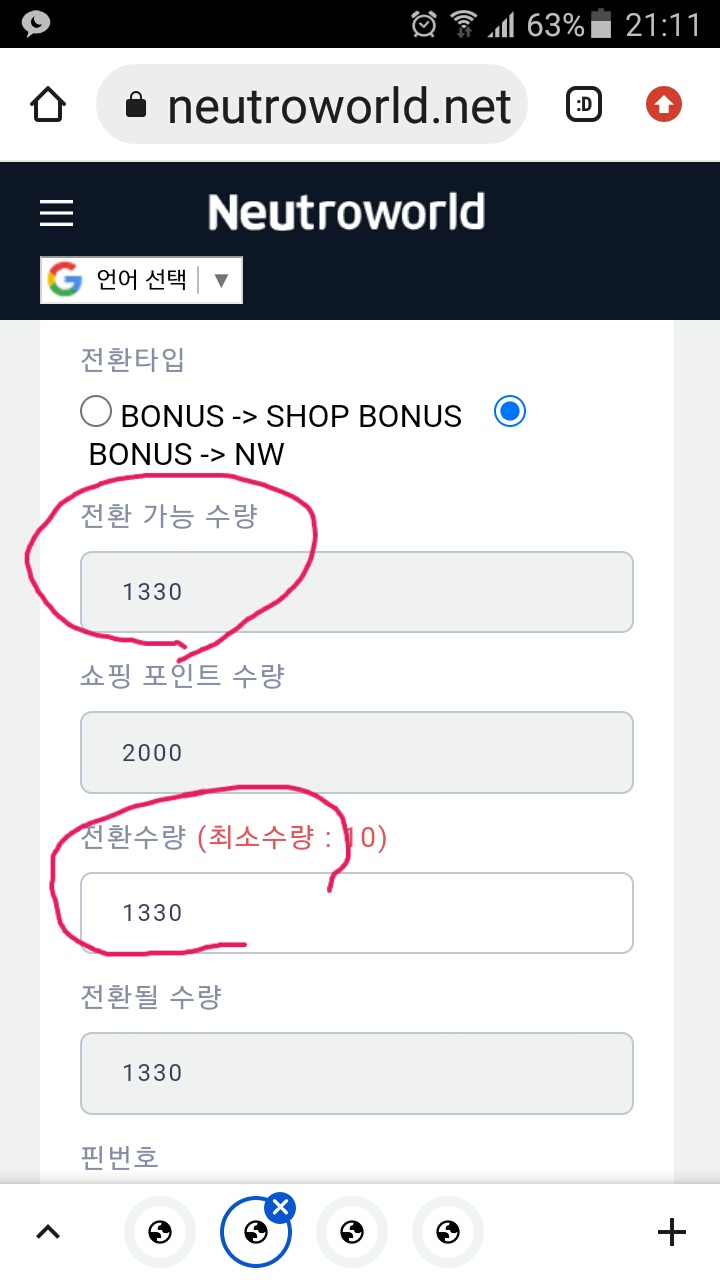 63% 21:11
neutroworld.net :D
Neutroworld
언어 선택 ▼
전환타입
BONUS -> SHOP BONUS
BONUS -> NW
전환 가능 수량
1330
쇼핑 포인트 수량
2000
전환수량 (최소수량 : 10)
1330
전환될 수량
1330
핀번호